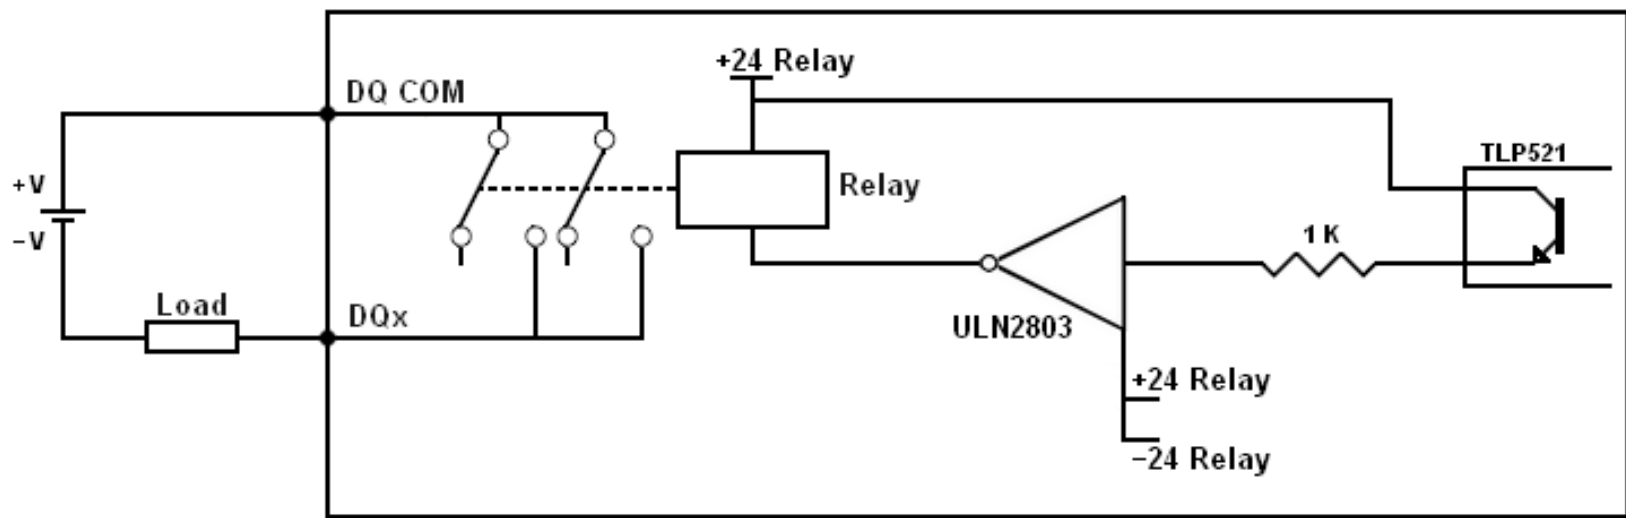 +24 Relay
DQ COM
TLP521
+V
Relay
−V
1 K
Load
DQx
ULN2803
+24 Relay
−24 Relay